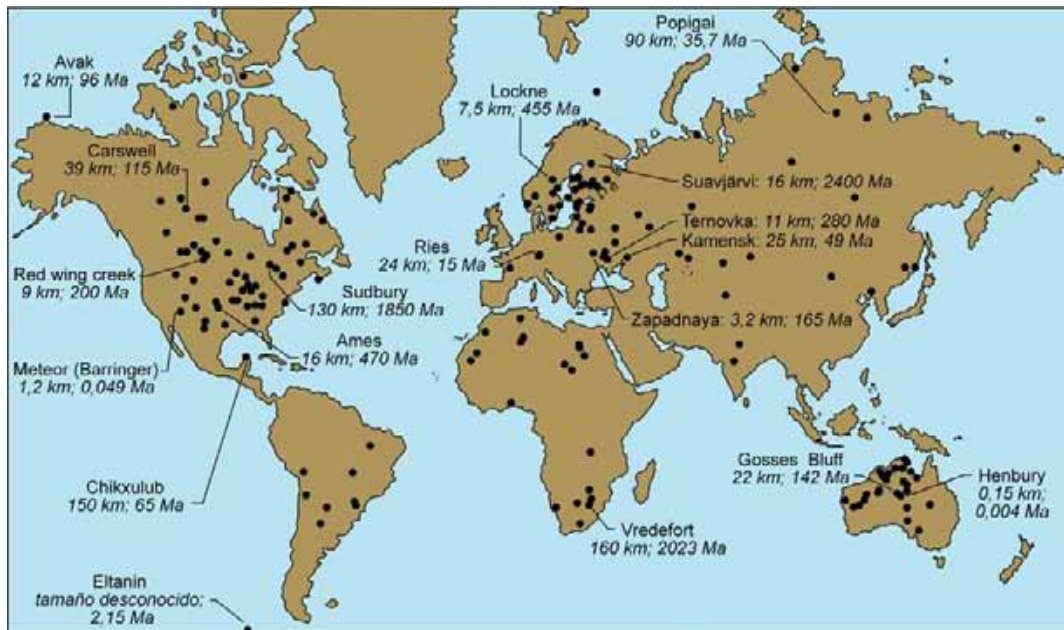 Popigai
90 km; 35,7 Ma
Avak
12 km; 96 Ma
Lockne
7,5 km; 455 Ma
Carswell
39 km; 115 Ma
Suavjärvi: 16 km; 2400 Ma
Ternovka: 11 km; 280 Ma
Kamensk: 25 km, 49 Ma
Ries
24 km; 15 Ma
Red wing creek
9 km; 200 Ma
Sudbury
130 km; 1850 Ma
Zapadnaya: 3,2 km; 165 Ma
Ames
16 km; 470 Ma
Meteor (Barringer)
1,2 km; 0,049 Ma
Gosses Bluff
22 km; 142 Ma
Henbury
0,15 km;
0,004 Ma
Chikxulub
150 km; 65 Ma
Vredefort
160 km; 2023 Ma
Eltanin
tamaño desconocido;
2,15 Ma